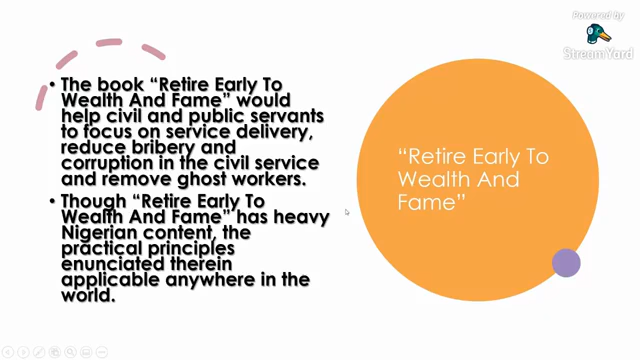 Powered by
StreamYard
• The book “Retire Early To
Wealth And Fame” would
help civil and public servants
to focus on service delivery,
reduce bribery and
corruption in the civil service
and remove ghost workers.
• Though “Retire Early To
Wealth And Fame” has heavy
Nigerian content, the
practical principles
enunciated therein
applicable anywhere in the
world.
“Retire Early To
Wealth And
Fame”